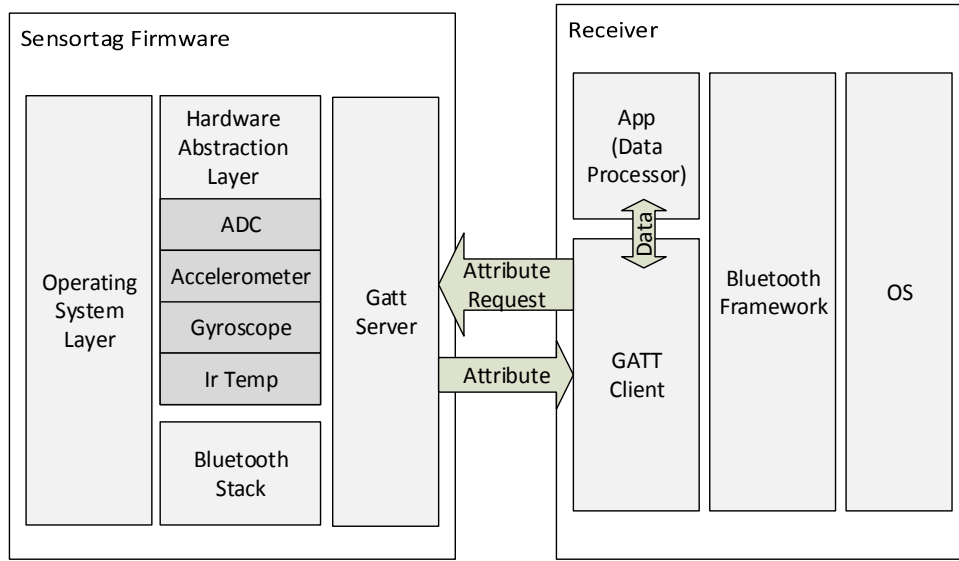 Sensortag Firmware
Operating
System
Layer
Hardware
Abstraction
Layer
ADC
Accelerometer
Gyroscope
Ir Temp
Bluetooth
Stack
Gatt
Server
Attribute
Request
Attribute
Receiver
App
(Data
Processor)
Data
GATT
Client
Bluetooth
Framework
OS